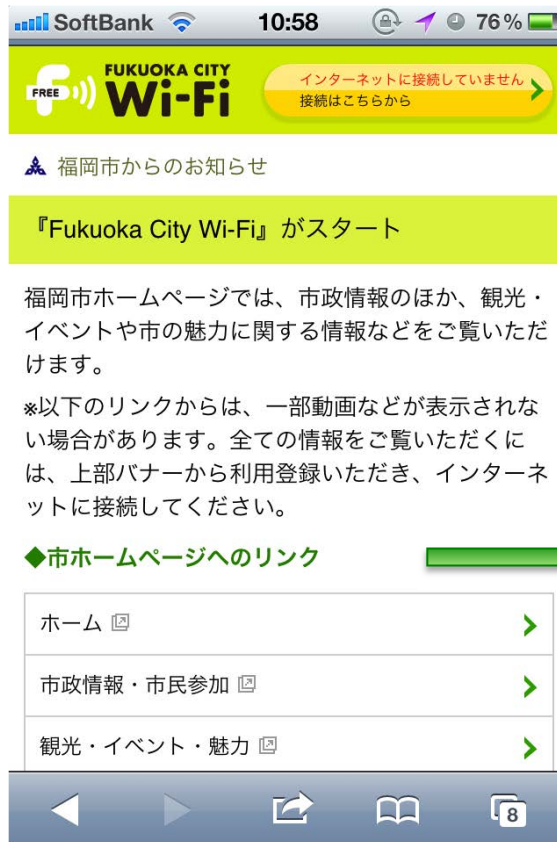 SoftBank 10:58 76%
FREE FUKUOKA CITY
Wi-Fi
インターネットに接続していません
接続はこちらから
福岡市からのお知らせ
『Fukuoka City Wi-Fi』がスタート
福岡市ホームページでは、市政情報のほか、観光・
イベントや市の魅力に関する情報などをご覧いただ
けます。
※以下のリンクからは、一部動画などが表示されな
い場合があります。全ての情報をご覧いただくに
は、上部バナーから利用登録いただき、インターネ
ットに接続してください。
◆市ホームページへのリンク
ホーム
市政情報・市民参加
観光・イベント・魅力
8